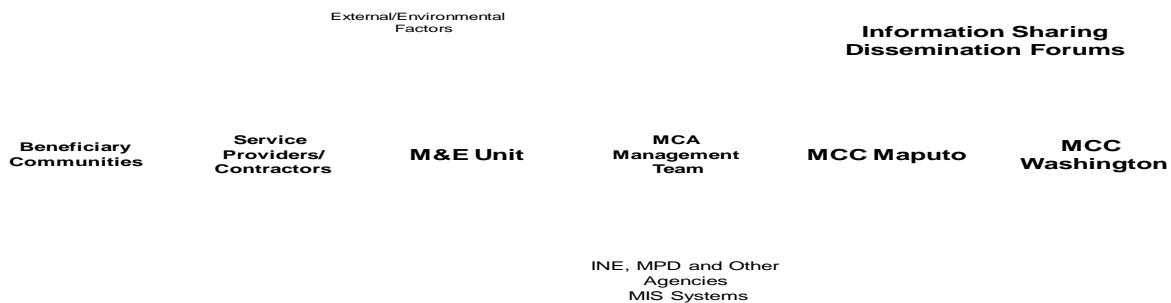 External/Environmental
Factors
Information Sharing
Dissemination Forums
Beneficiary
Communities
Service
Providers/
Contractors
M&E Unit
MCA
Management
Team
MCC Maputo
MCC
Washington
INE, MPD and Other
Agencies
MIS Systems